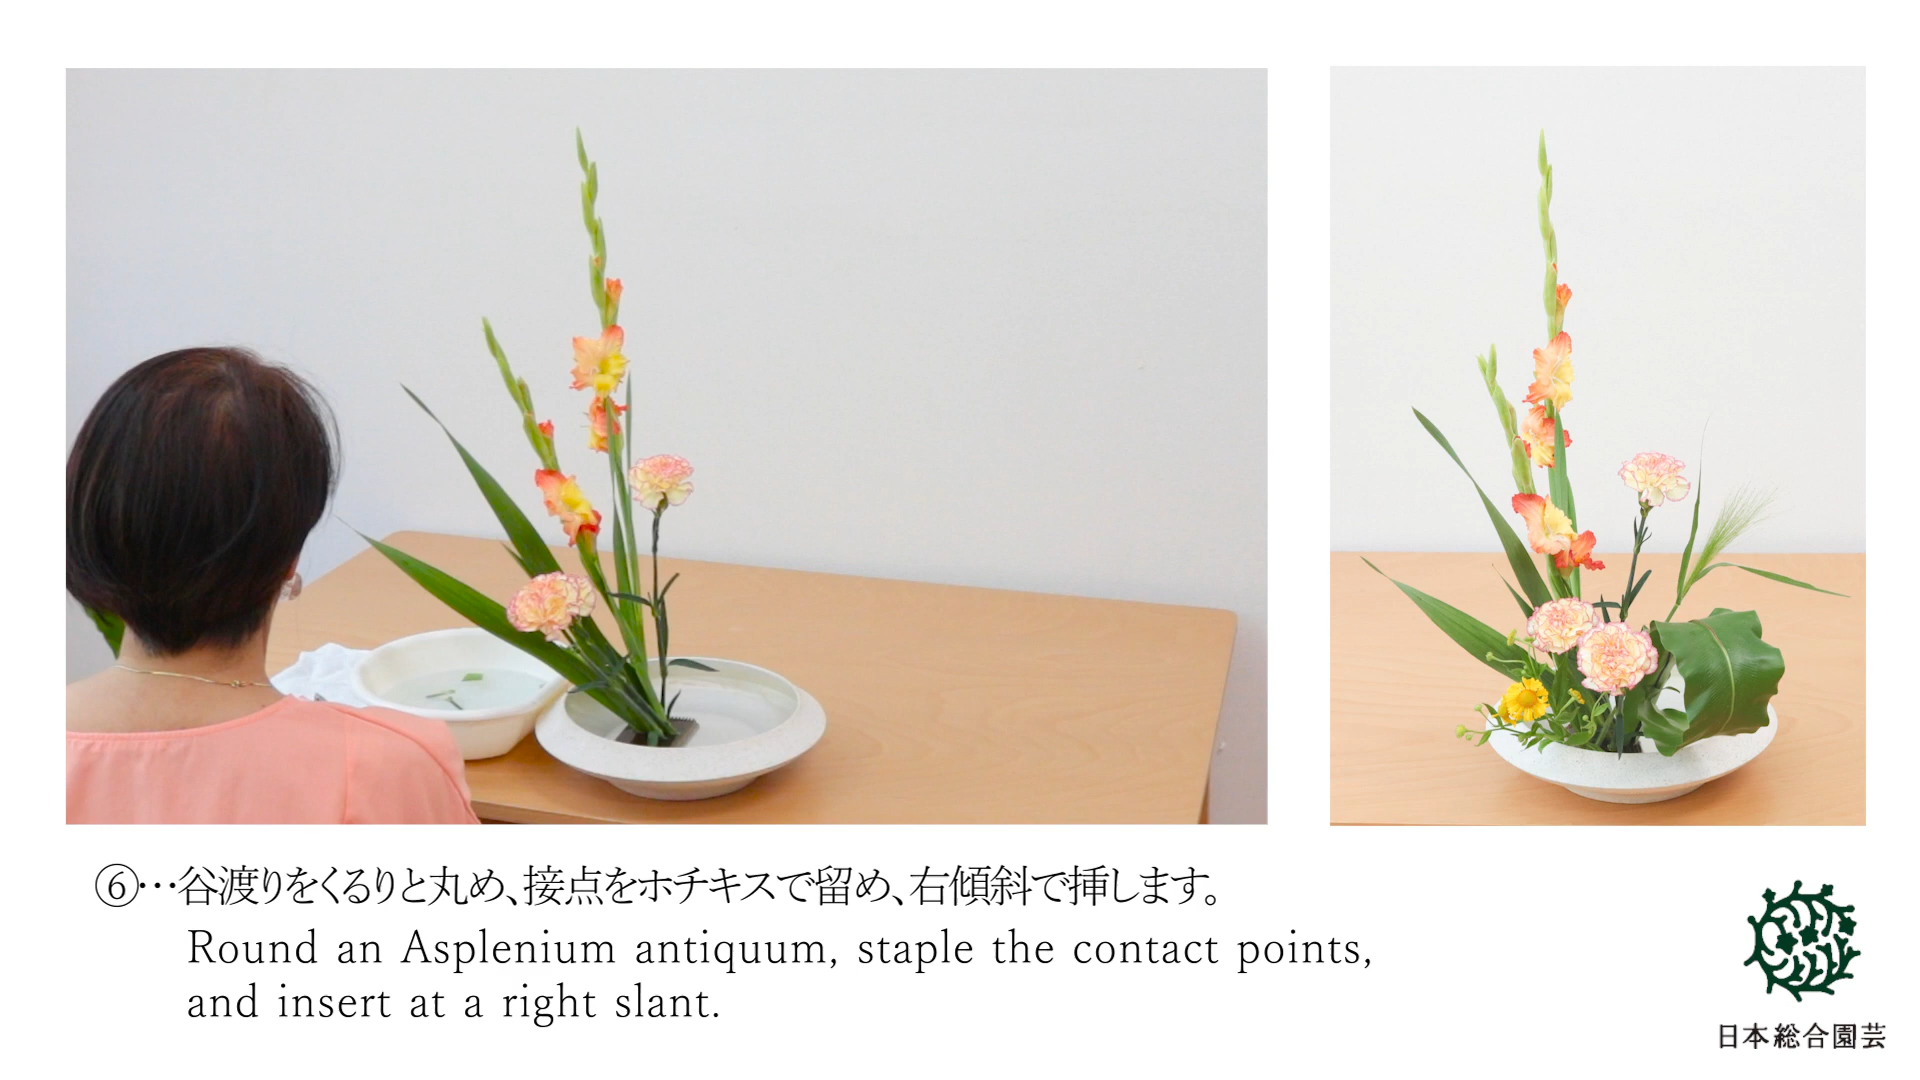 ⑥…谷渡りをくるりと丸め、接点をホチキスで留め、右傾斜で挿します。
Round an Asplenium antiquum, staple the contact points,
and insert at a right slant.
日本総合園芸